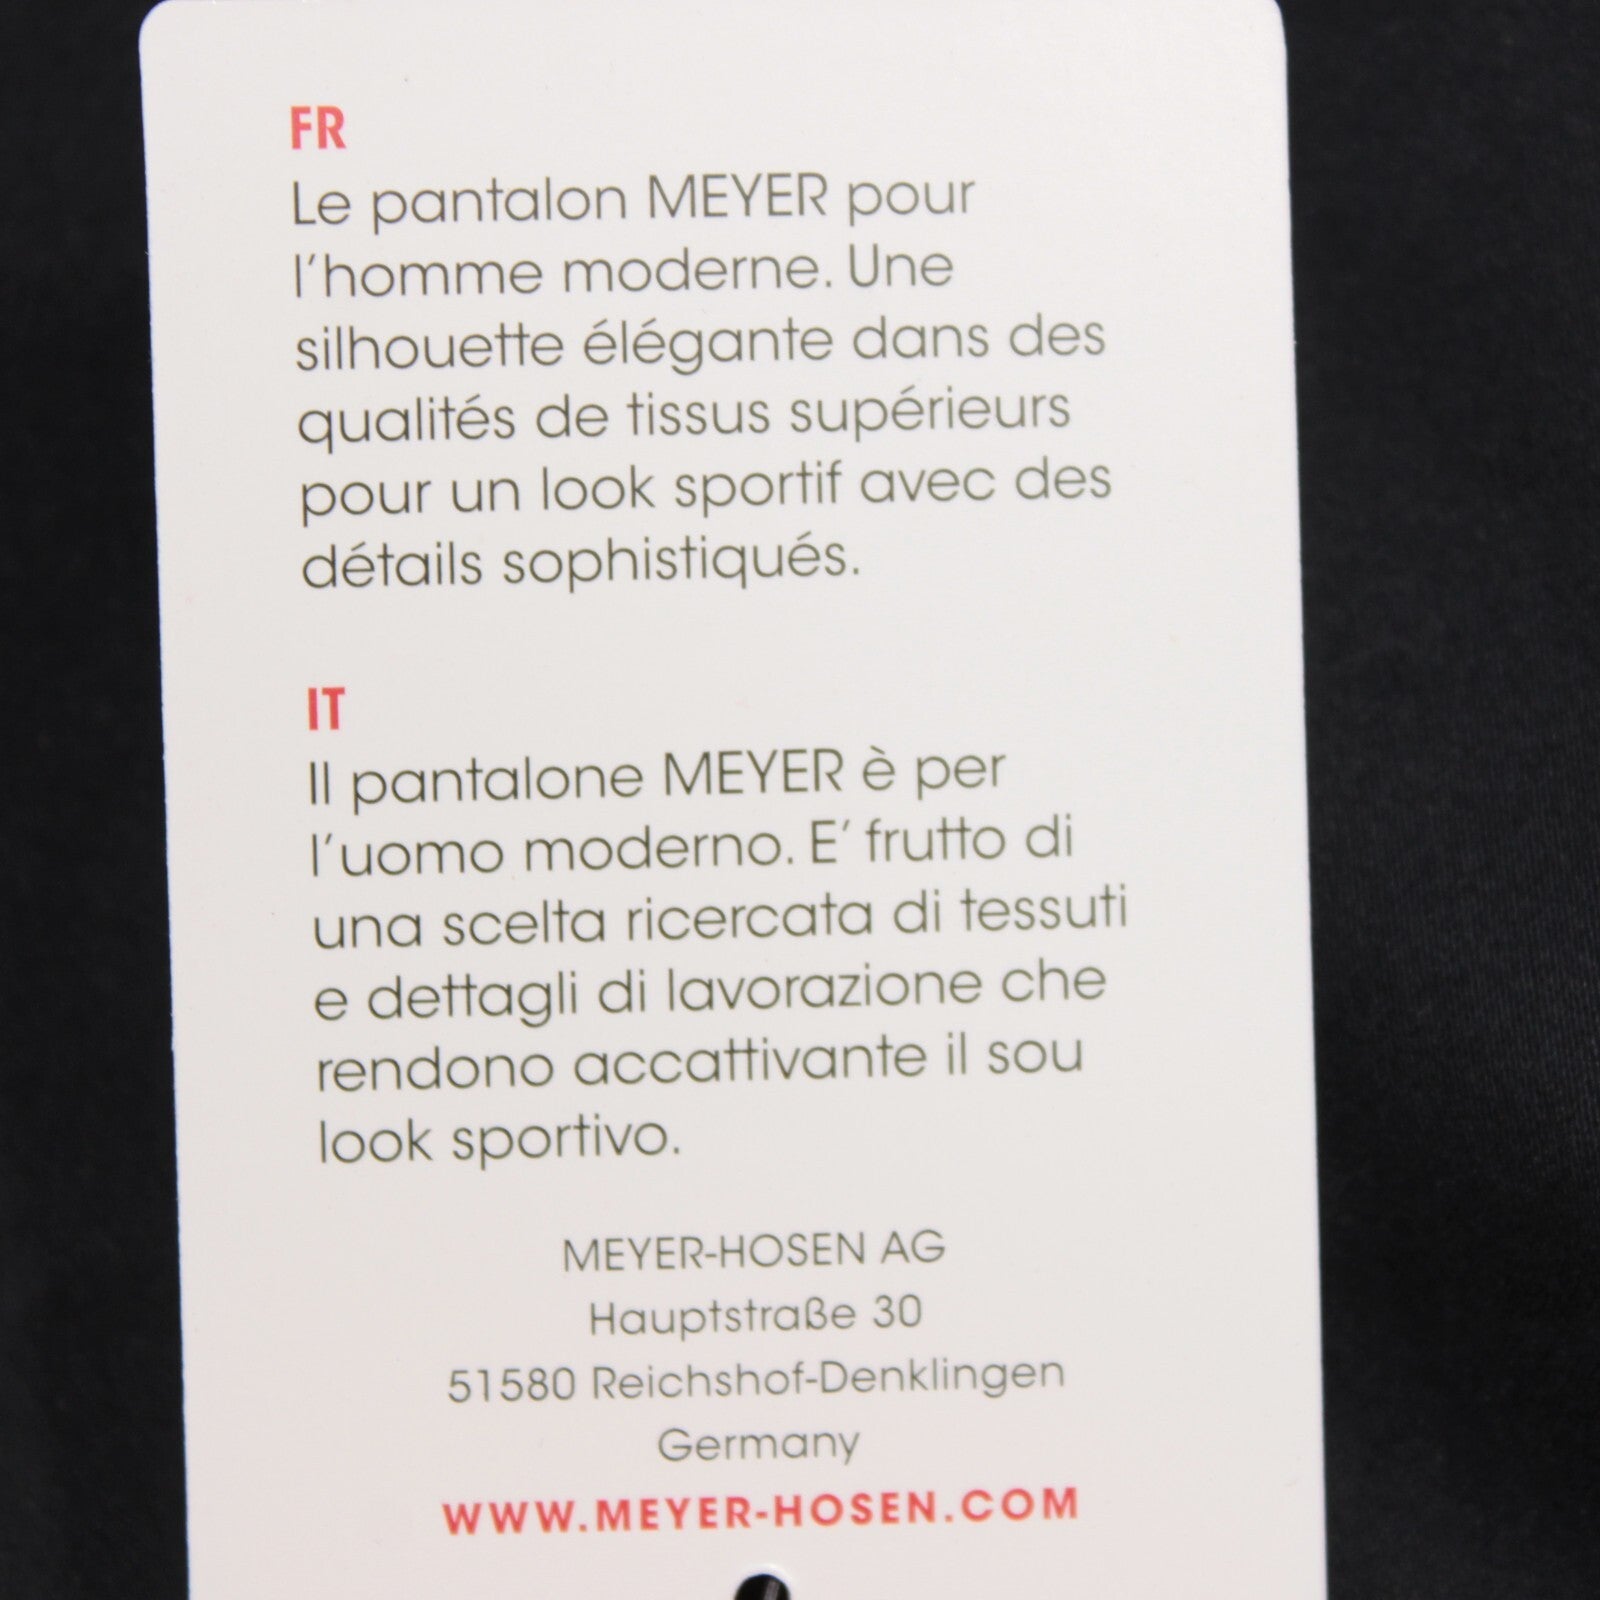 FR
Le pantalon MEYER pour
l'homme moderne. Une
silhouette élégante dans des
qualités de tissus supérieurs
pour un look sportif avec des
détails sophistiqués.
IT
Il pantalone MEYER è per
l'uomo moderno. E' frutto di
una scelta ricercata di tessuti
e dettagli di lavorazione che
rendono accattivante il sou
look sportivo.
MEYER-HOSEN AG
Hauptstraße 30
51580 Reichshof-Denklingen
Germany
WWW.MEYER-HOSEN.COM